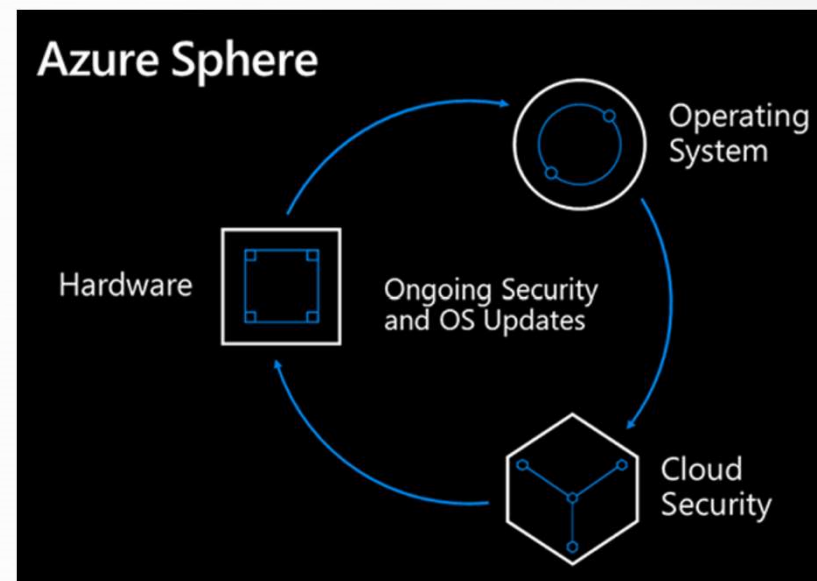 Azure Sphere
Operating
System
Hardware
Ongoing Security
and OS Updates
Cloud
Security